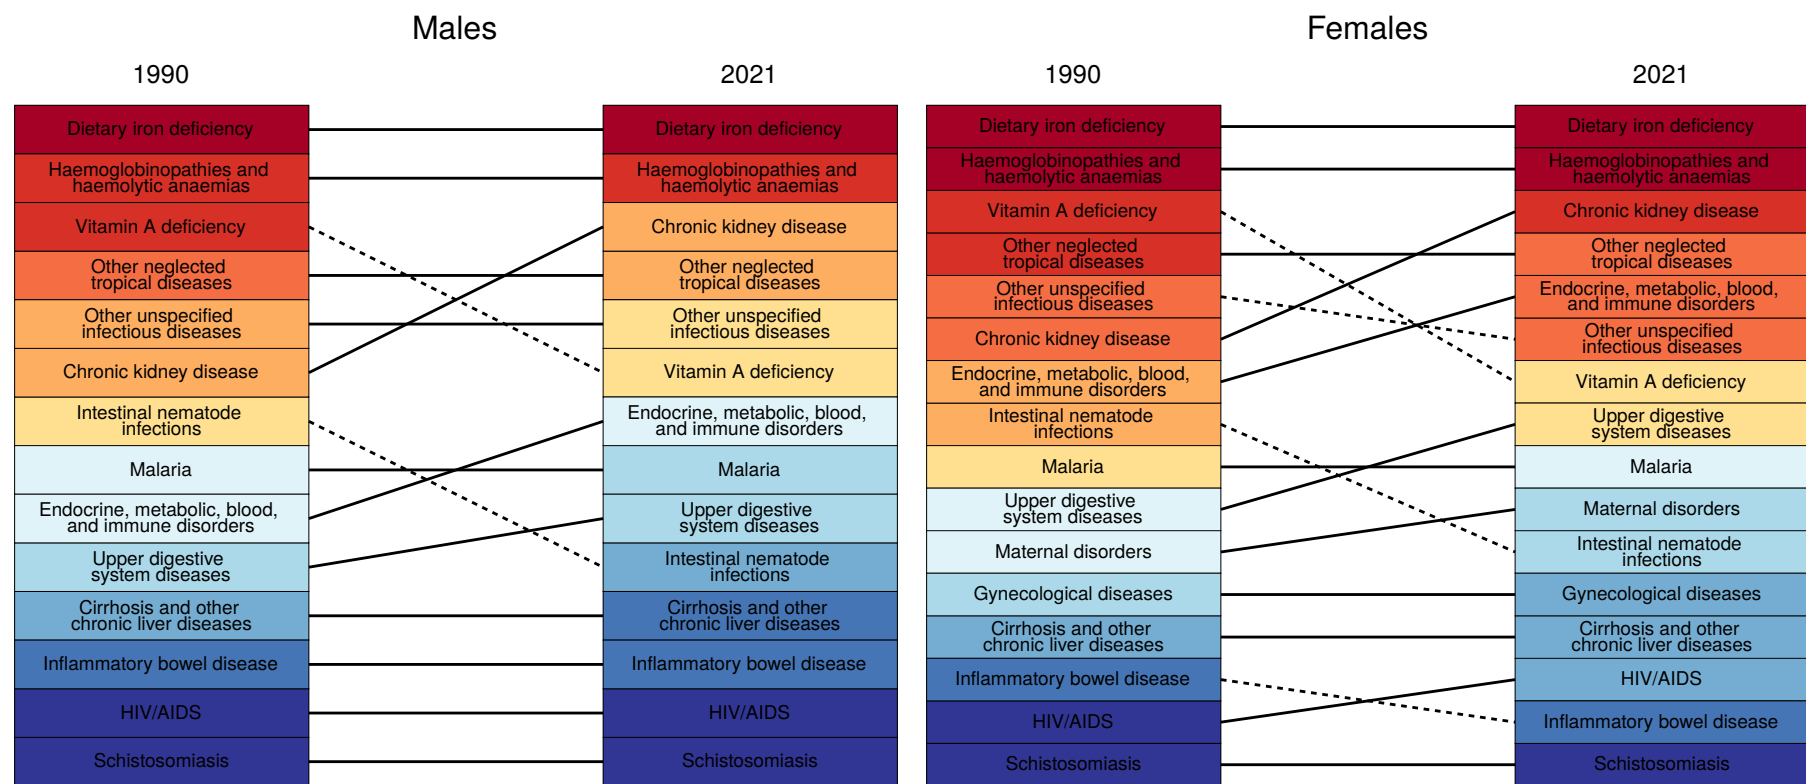 Males
1990
2021
Dietary iron deficiency
Haemoglobinopathies and
haemolytic anaemias
Vitamin A deficiency
Other neglected
tropical diseases
Other unspecified
infectious diseases
Chronic kidney disease
Intestinal nematode
infections
Malaria
Endocrine, metabolic, blood,
and immune disorders
Upper digestive
system diseases
Cirrhosis and other
chronic liver diseases
Inflammatory bowel disease
HIV/AIDS
Schistosomiasis
Dietary iron deficiency
Haemoglobinopathies and
haemolytic anaemias
Chronic kidney disease
Other neglected
tropical diseases
Other unspecified
infectious diseases
Vitamin A deficiency
Endocrine, metabolic, blood,
and immune disorders
Malaria
Upper digestive
system diseases
Intestinal nematode
infections
Cirrhosis and other
chronic liver diseases
Inflammatory bowel disease
HIV/AIDS
Schistosomiasis
Females
1990
2021
Dietary iron deficiency
Haemoglobinopathies and
haemolytic anaemias
Vitamin A deficiency
Other neglected
tropical diseases
Other unspecified
infectious diseases
Chronic kidney disease
Endocrine, metabolic, blood,
and immune disorders
Intestinal nematode
infections
Malaria
Upper digestive
system diseases
Maternal disorders
Gynecological diseases
Cirrhosis and other
chronic liver diseases
Inflammatory bowel disease
HIV/AIDS
Schistosomiasis
Dietary iron deficiency
Haemoglobinopathies and
haemolytic anaemias
Chronic kidney disease
Other neglected
tropical diseases
Endocrine, metabolic, blood,
and immune disorders
Other unspecified
infectious diseases
Vitamin A deficiency
Upper digestive
system diseases
Malaria
Maternal disorders
Intestinal nematode
infections
Gynecological diseases
Cirrhosis and other
chronic liver diseases
HIV/AIDS
Inflammatory bowel disease
Schistosomiasis